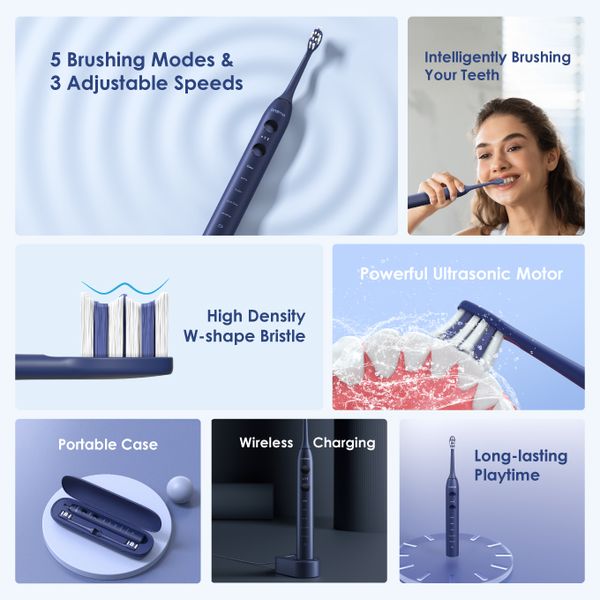 5 Brushing Modes &
3 Adjustable Speeds
Intelligently Brushing
Your Teeth
High Density
W-shape Bristle
Powerful Ultrasonic Motor
Portable Case
Wireless Charging
Long-lasting
Playtime